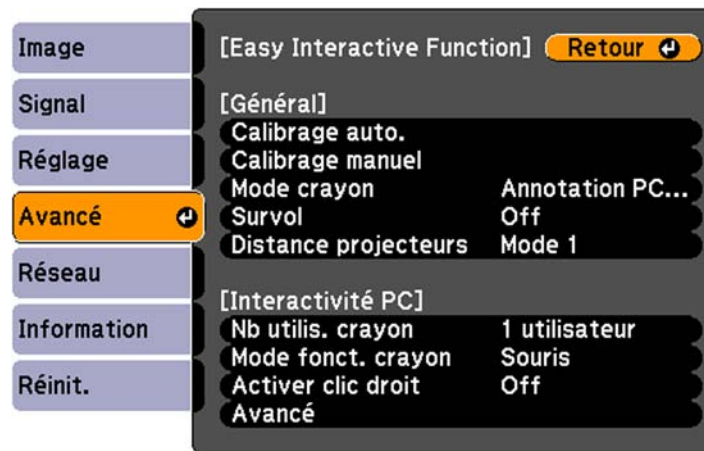 Image
Signal
Réglage
Avancé
Réseau
Information
Réinit.
[Easy Interactive Function] Retour
[Général]
Calibrage auto.
Calibrage manuel
Mode crayon Annotation PC...
Survol Off
Distance projecteurs Mode 1
[Interactivité PC]
Nb utilis. crayon 1 utilisateur
Mode fonct. crayon Souris
Activer clic droit Off
Avancé